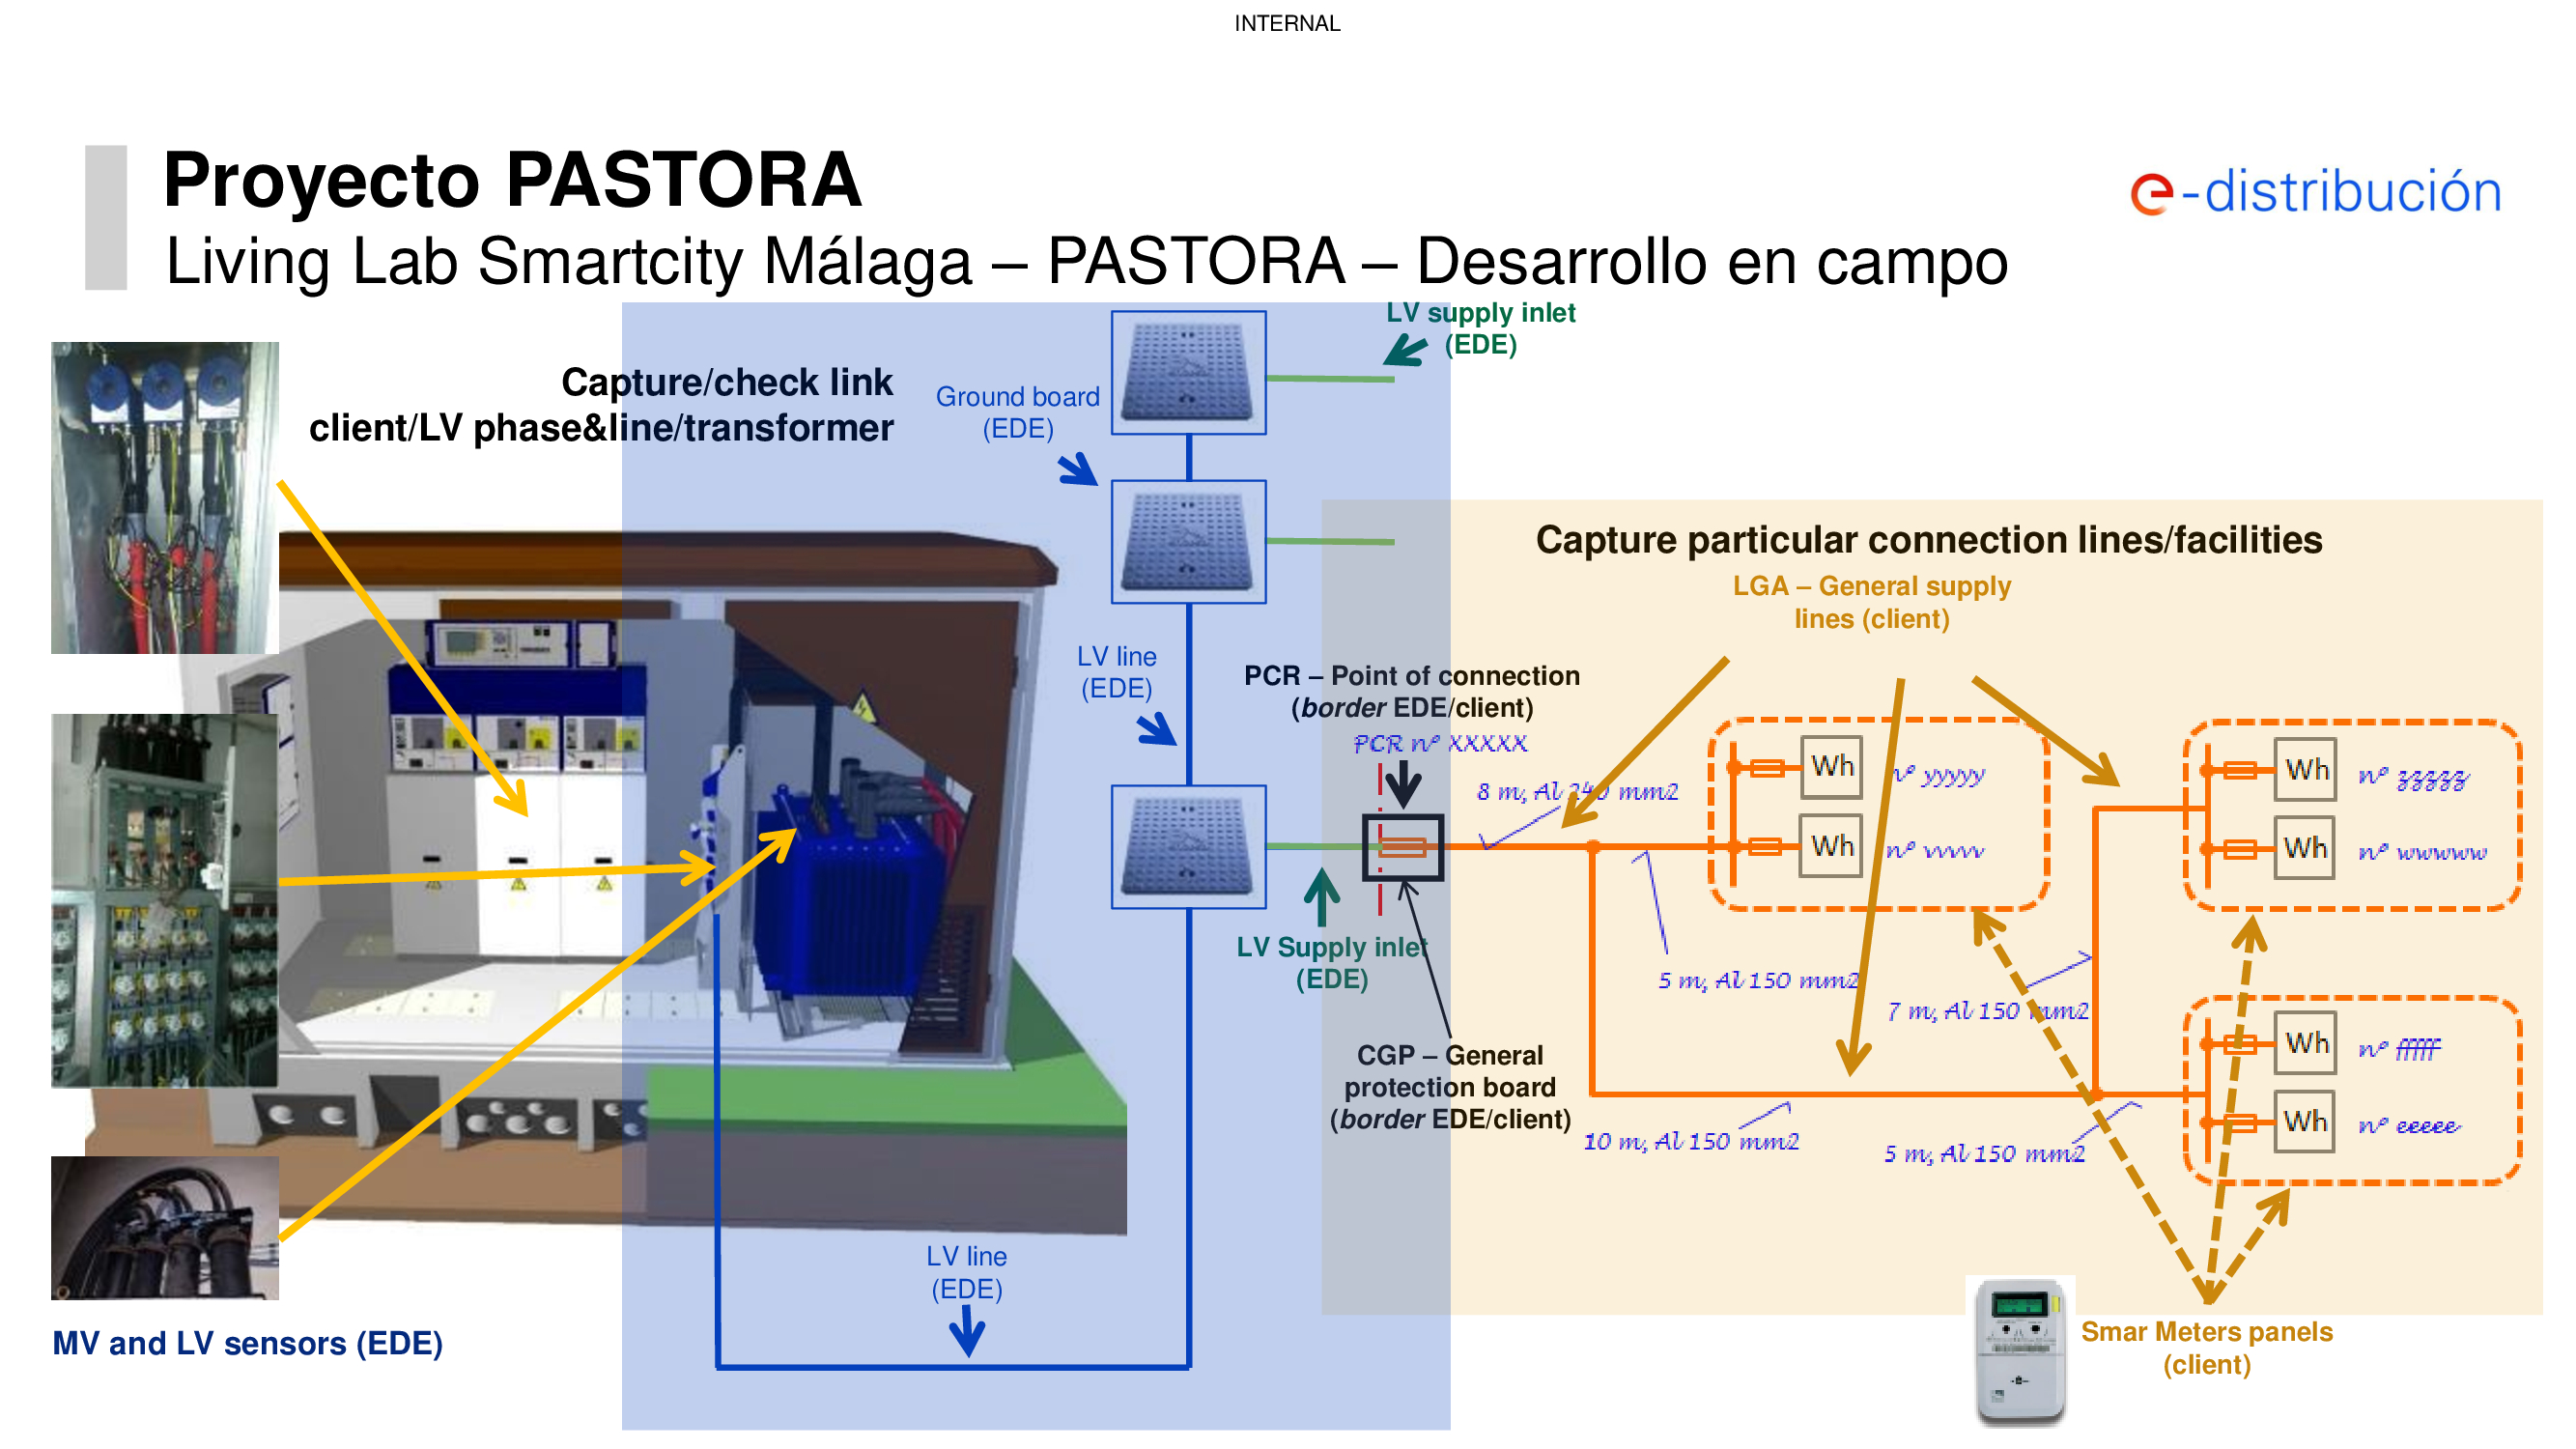 INTERNAL
Proyecto PASTORA
Living Lab Smartcity Málaga – PASTORA – Desarrollo en campo
e-distribución
LV supply inlet
(EDE)
Capture/check link
client/LV phase&line/transformer
Ground board
(EDE)
Capture particular connection lines/facilities
LGA – General supply
lines (client)
LV line
(EDE)
PCR – Point of connection
(border EDE/client)
PCR nº XXXXX
8 m, Al 240 mm2
Wh
nº yyyyy
Wh
nº vvvvv
Wh
nº zzzzz
Wh
nº wwwww
LV Supply inlet
(EDE)
5 m, Al 150 mm2
7 m, Al 150 mm2
CGP – General
protection board
(border EDE/client)
Wh
nº fffff
Wh
nº eeeee
10 m, Al 150 mm2
5 m, Al 150 mm2
LV line
(EDE)
MV and LV sensors (EDE)
Smar Meters panels
(client)